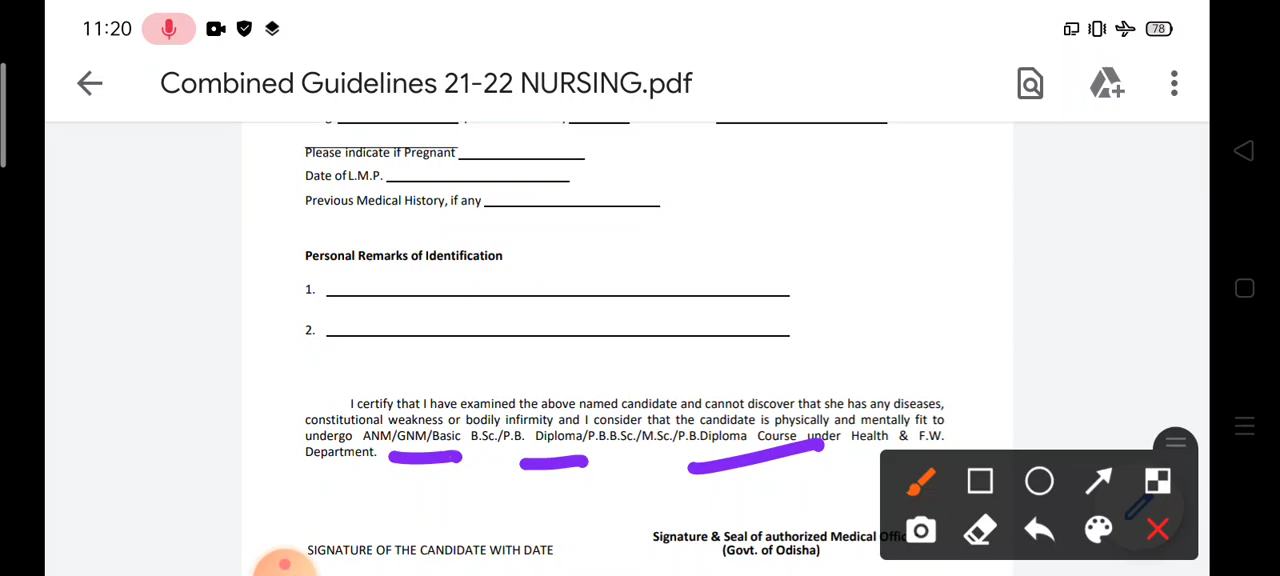 11:20
78
Combined Guidelines 21-22 NURSING.pdf
Please indicate if Pregnant
Date of L.M.P.
Previous Medical History, if any
Personal Remarks of Identification
1.
2.
I certify that I have examined the above named candidate and cannot discover that she has any diseases,
constitutional weakness or bodily infirmity and I consider that the candidate is physically and mentally fit to
undergo ANM/GNM/Basic B.Sc./P.B. Diploma/P.B.B.Sc./M.Sc./P.B.Diploma Course under Health & F.W.
Department.
Signature & Seal of authorized Medical
SIGNATURE OF THE CANDIDATE WITH DATE
(Govt. of Odisha)